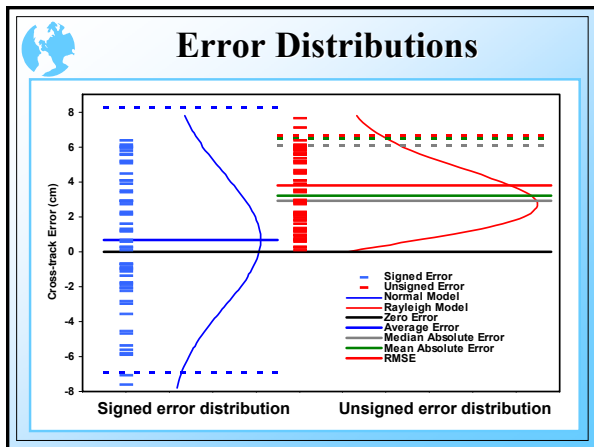 Error Distributions
Cross-track Error (cm)
8
6
4
2
0
-2
-4
-6
-8
Signed Error
Unsigned Error
Normal Model
Rayleigh Model
Zero Error
Average Error
Median Absolute Error
Mean Absolute Error
RMSE
Signed error distribution
Unsigned error distribution